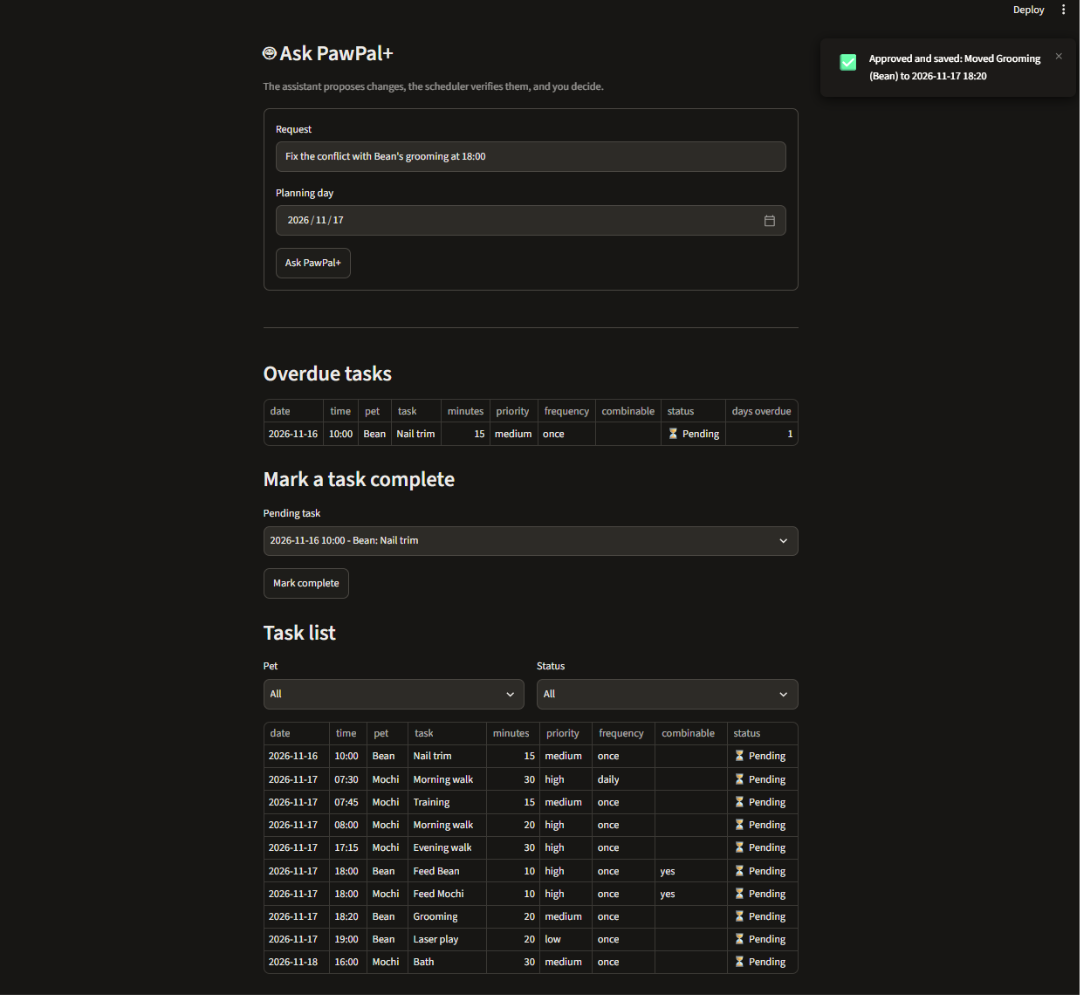 Deploy
Ask PawPal+
The assistant proposes changes, the scheduler verifies them, and you decide.
Approved and saved: Moved Grooming
(Bean) to 2026-11-17 18:20
Request
Fix the conflict with Bean's grooming at 18:00
Planning day
2026 / 11 / 17
Ask PawPal+
Overdue tasks
date time pet task minutes priority frequency combinable status days overdue
2026-11-16 10:00 Bean Nail trim 15 medium once Pending 1
Mark a task complete
Pending task
2026-11-16 10:00 - Bean: Nail trim
Mark complete
Task list
Pet Status
All All
date time pet task minutes priority frequency combinable status
2026-11-16 10:00 Bean Nail trim 15 medium once Pending
2026-11-17 07:30 Mochi Morning walk 30 high daily Pending
2026-11-17 07:45 Mochi Training 15 medium once Pending
2026-11-17 08:00 Mochi Morning walk 20 high once Pending
2026-11-17 17:15 Mochi Evening walk 30 high once Pending
2026-11-17 18:00 Bean Feed Bean 10 high once yes Pending
2026-11-17 18:00 Mochi Feed Mochi 10 high once yes Pending
2026-11-17 18:20 Bean Grooming 20 medium once Pending
2026-11-17 19:00 Bean Laser play 20 low once Pending
2026-11-18 16:00 Mochi Bath 30 medium once Pending